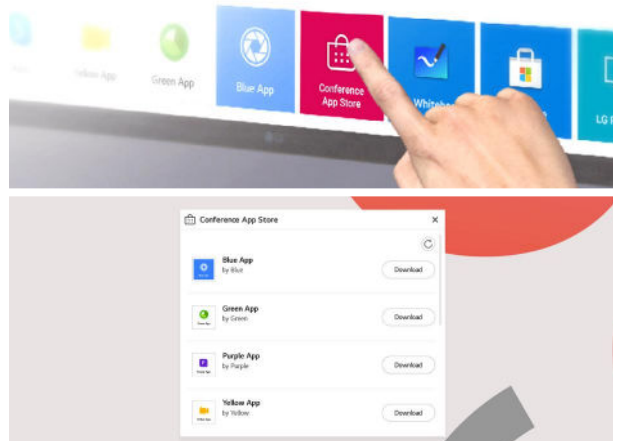 Yellow App
Green App
Blue App
Conference
App Store
LG
Conference App Store
Blue App
by Blue
Download
Green App
by Green
Download
Purple App
by Purple
Download
Yellow App
by Yellow
Download